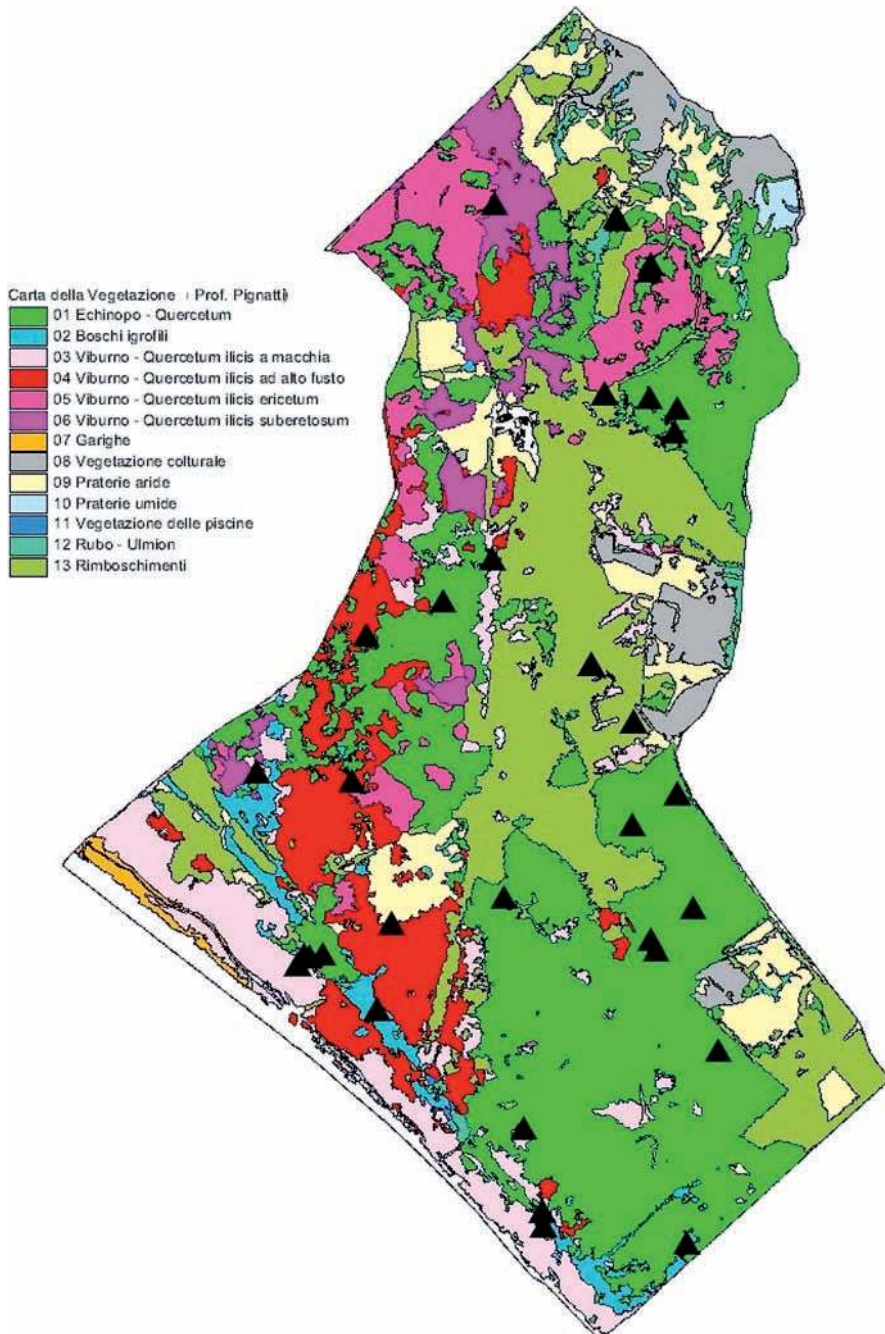 Carta della Vegetazione ( Prof. Pignatti)
01 Echinopo - Quercetum
02 Boschi igrofili
03 Viburno - Quercetum ilicis a macchia
04 Viburno - Quercetum ilicis ad alto fusto
05 Viburno - Quercetum ilicis ericetum
06 Viburno - Quercetum ilicis suberetosum
07 Garighe
08 Vegetazione colturale
09 Praterie aride
10 Praterie umide
11 Vegetazione delle piscine
12 Rubo - Ulmion
13 Rimboschimenti